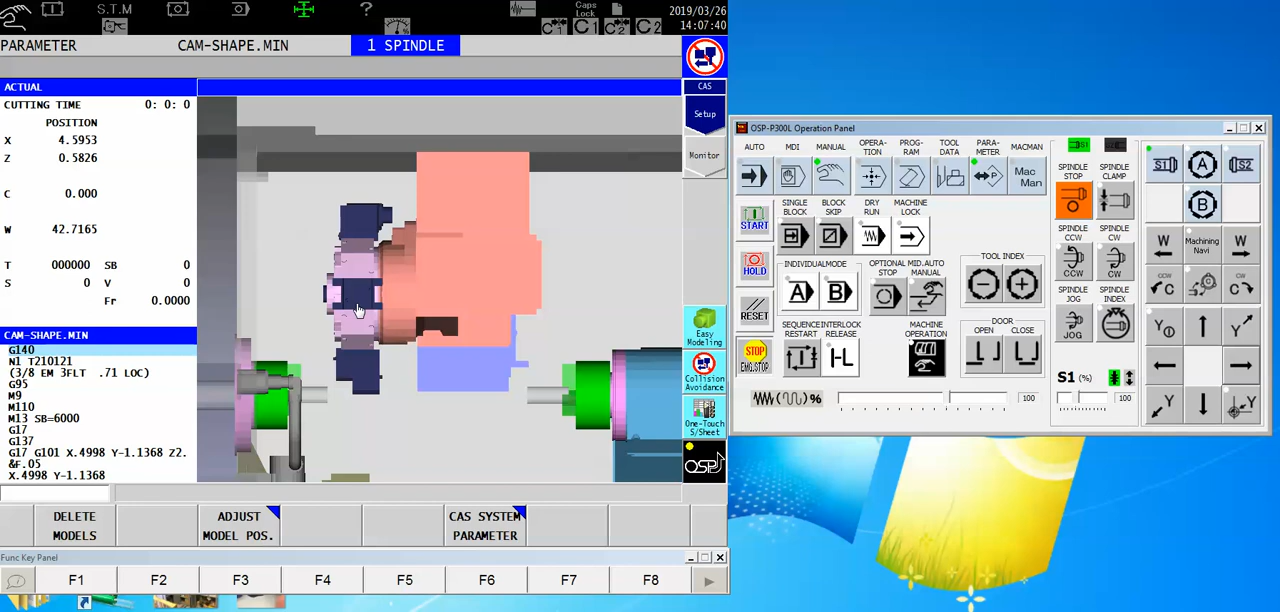 S.T.M
?
Caps
Lock
2019/03/26
14:07:40
C1 C1 C2 C2
PARAMETER CAM-SHAPE.MIN 1 SPINDLE
ACTUAL
CUTTING TIME 0: 0: 0
POSITION
X 4.5953
Z 0.5826
C 0.000
W 42.7165
T 000000 SB 0
S 0 V 0
Fr 0.0000
CAM-SHAPE.MIN
G140
N1 T210121
(3/8 EM 3FLT .71 LOC)
G95
M9
M110
M13 SB=6000
G17
G137
G17 G101 X.4998 Y-1.1368 Z2.
&F.05
X.4998 Y-1.1368
CAS
Setup
Monitor
Easy
Modeling
Collision
Avoidance
One-Touch
S/Sheet
OSP
DELETE
MODELS
ADJUST
MODEL POS.
CAS SYSTEM
PARAMETER
Func Key Panel
F1 F2 F3 F4 F5 F6 F7 F8
OSP-P300L Operation Panel
AUTO MDI MANUAL OPERA-
TION PROG-
RAM TOOL
DATA PARA-
METER MACMAN
Mac
Man
START
SINGLE
BLOCK BLOCK
SKIP DRY
RUN MACHINE
LOCK
HOLD
INDIVIDUALMODE
A B
OPTIONAL
STOP MID.AUTO
MANUAL
RESET
SEQUENCE
RESTART INTERLOCK
RELEASE
MACHINE
OPERATION
STOP
EMG.STOP
TOOL INDEX
DOOR
OPEN CLOSE
% 100
S1
SPINDLE
STOP SPINDLE
CLAMP
SPINDLE
CCW SPINDLE
CW
CCW CW
SPINDLE
JOG SPINDLE
INDEX
JOG
S1 (%)
100
S1 A S2
B
W Machining
Navi W
CCW
C CW
C
Y0 Y
Y Y